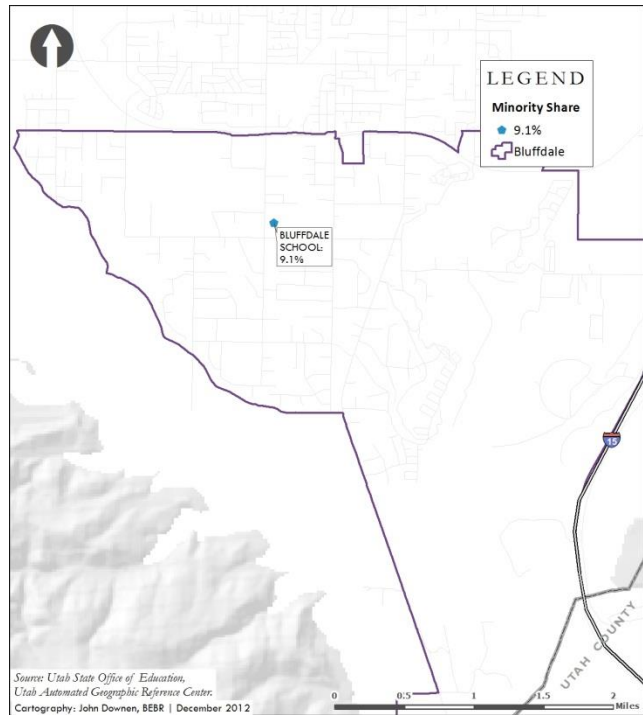 LEGEND
Minority Share
9.1%
Bluffdale
BLUFFDALE
SCHOOL:
9.1%
15
UTAH COUNTY
Source: Utah State Office of Education,
Utah Automated Geographic Reference Center.
Cartography: John Downen, BEBR | December 2012
0 0.5 1 1.5 2
Miles